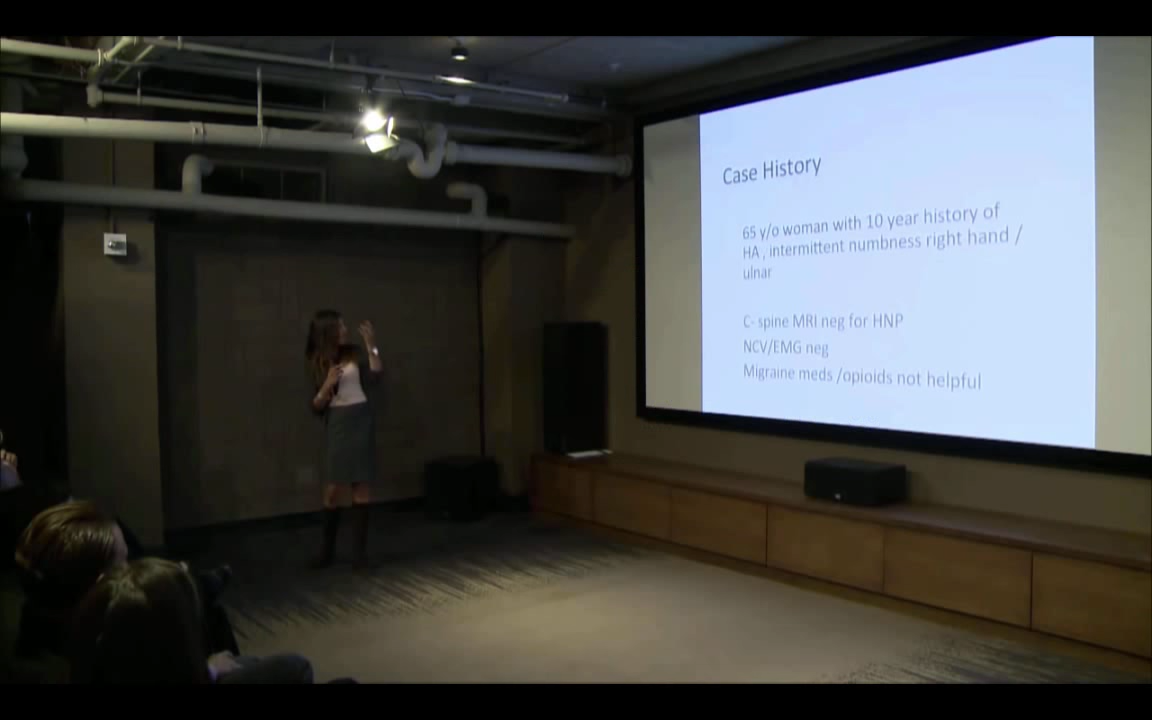 Case History
65 y/o woman with 10 year history of
HA , intermittent numbness right hand /
ulnar
C- spine MRI neg for HNP
NCV/EMG neg
Migraine meds /opioids not helpful